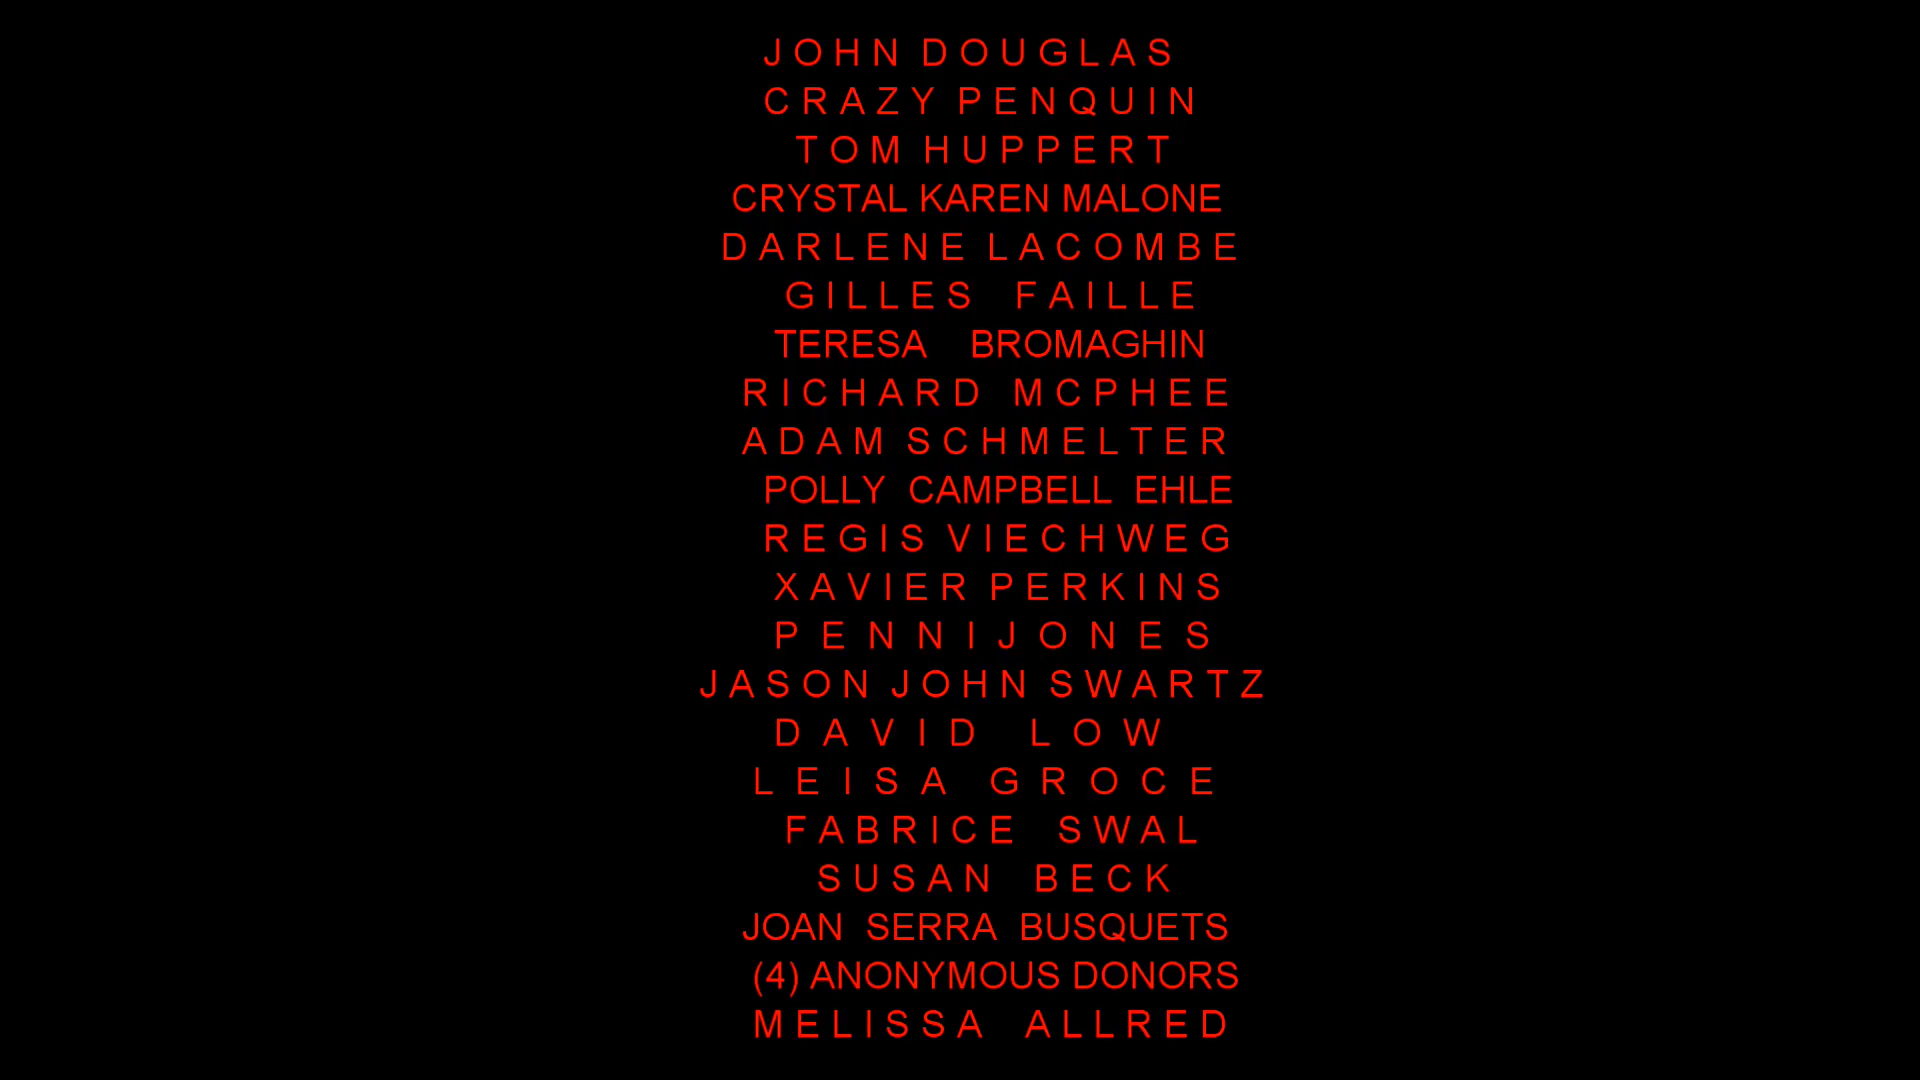 JOHN DOUGLAS
CRAZY PENQUIN
TOM HUPPERT
CRYSTAL KAREN MALONE
DARLENE LACOMBE
GILLES FAILLE
TERESA BROMAGHIN
RICHARD MCPHEE
ADAM SCHMELTER
POLLY CAMPBELL EHLE
REGIS VIECHWEG
XAVIER PERKINS
PENNI JONES
JASON JOHN SWARTZ
DAVID LOW
LEISA GROCE
FABRICE SWAL
SUSAN BECK
JOAN SERRA BUSQUETS
(4) ANONYMOUS DONORS
MELISSA ALLRED